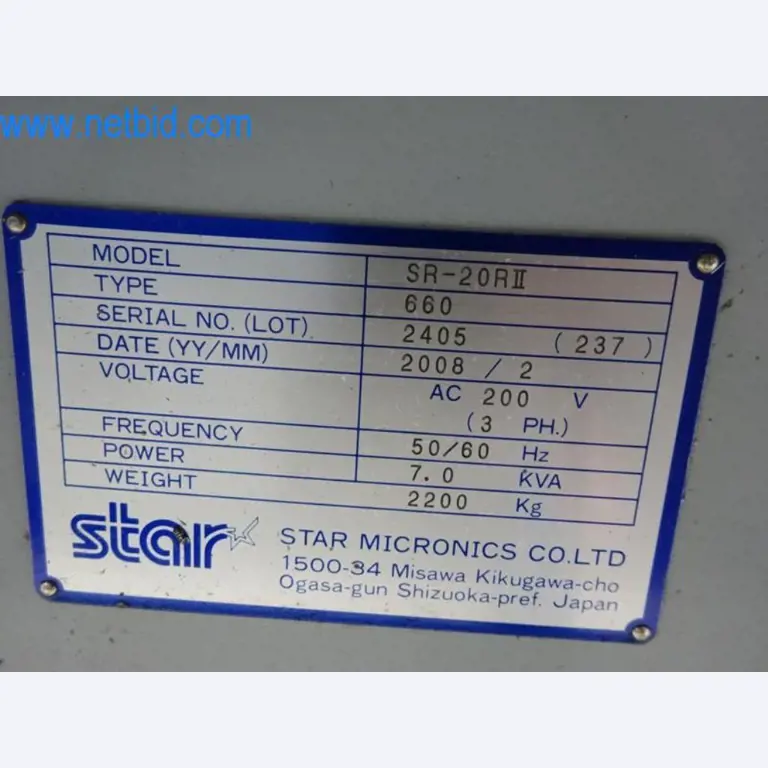 www.netbid.com
MODEL SR-20RⅡ
TYPE 660
SERIAL NO. (LOT) 2405 (237)
DATE (YY/MM) 2008 / 2
VOLTAGE AC 200 V
(3 PH.)
FREQUENCY 50/60 Hz
POWER 7.0 KVA
WEIGHT 2200 Kg
star
STAR MICRONICS CO.LTD
1500-34 Misawa Kikugawa-cho
Ogasa-gun Shizuoka-pref. Japan